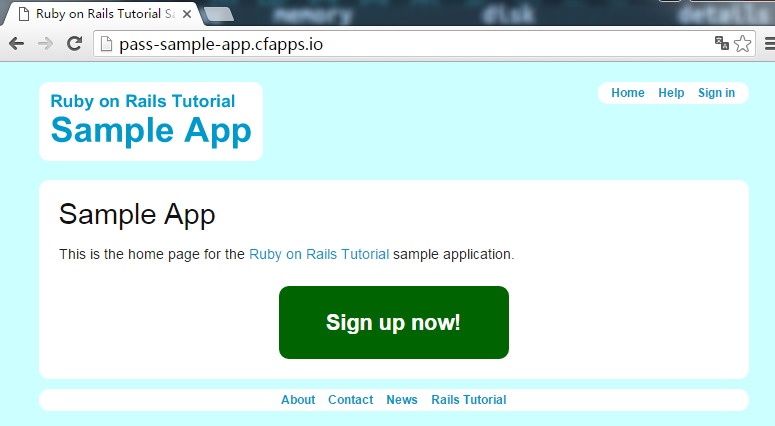 memory disk details
Ruby on Rails Tutorial Sa
pass-sample-app.cfapps.io
Ruby on Rails Tutorial
Sample App
Home Help Sign in
Sample App
This is the home page for the Ruby on Rails Tutorial sample application.
Sign up now!
About Contact News Rails Tutorial